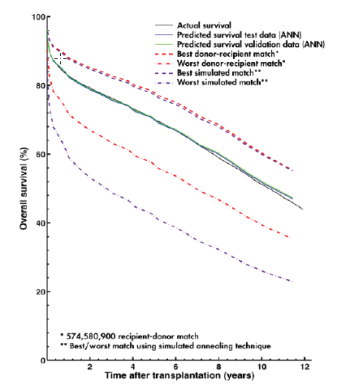 100
80
60
40
20
0
Overall survival (%)
Actual survival
Predicted survival test data (ANN)
Predicted survival validation data (ANN)
Best donor-recipient match*
Worst donor-recipient match*
Best simulated match**
Worst simulated match**
* 574,580,900 recipient-donor match
** Best/worst match using simulated annealing technique
2 4 6 8 10 12
Time after transplantation (years)